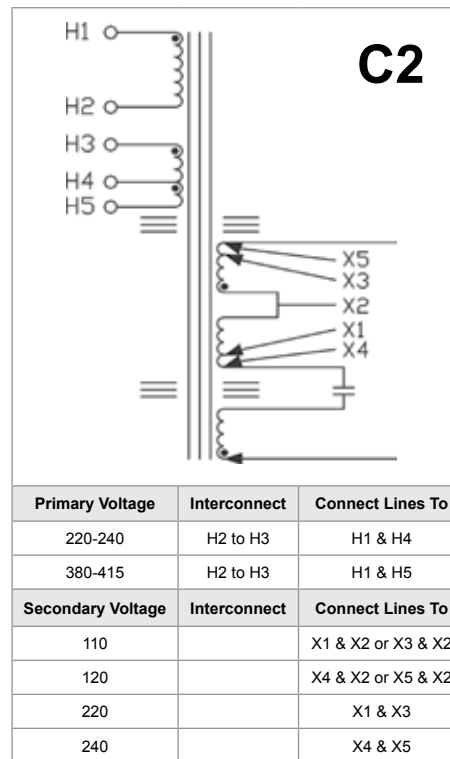 H1
C2
H2
H3
H4
H5
X5
X3
X2
X1
X4
Primary Voltage Interconnect Connect Lines To
220-240 H2 to H3 H1 & H4
380-415 H2 to H3 H1 & H5
Secondary Voltage Interconnect Connect Lines To
110 X1 & X2 or X3 & X2
120 X4 & X2 or X5 & X2
220 X1 & X3
240 X4 & X5